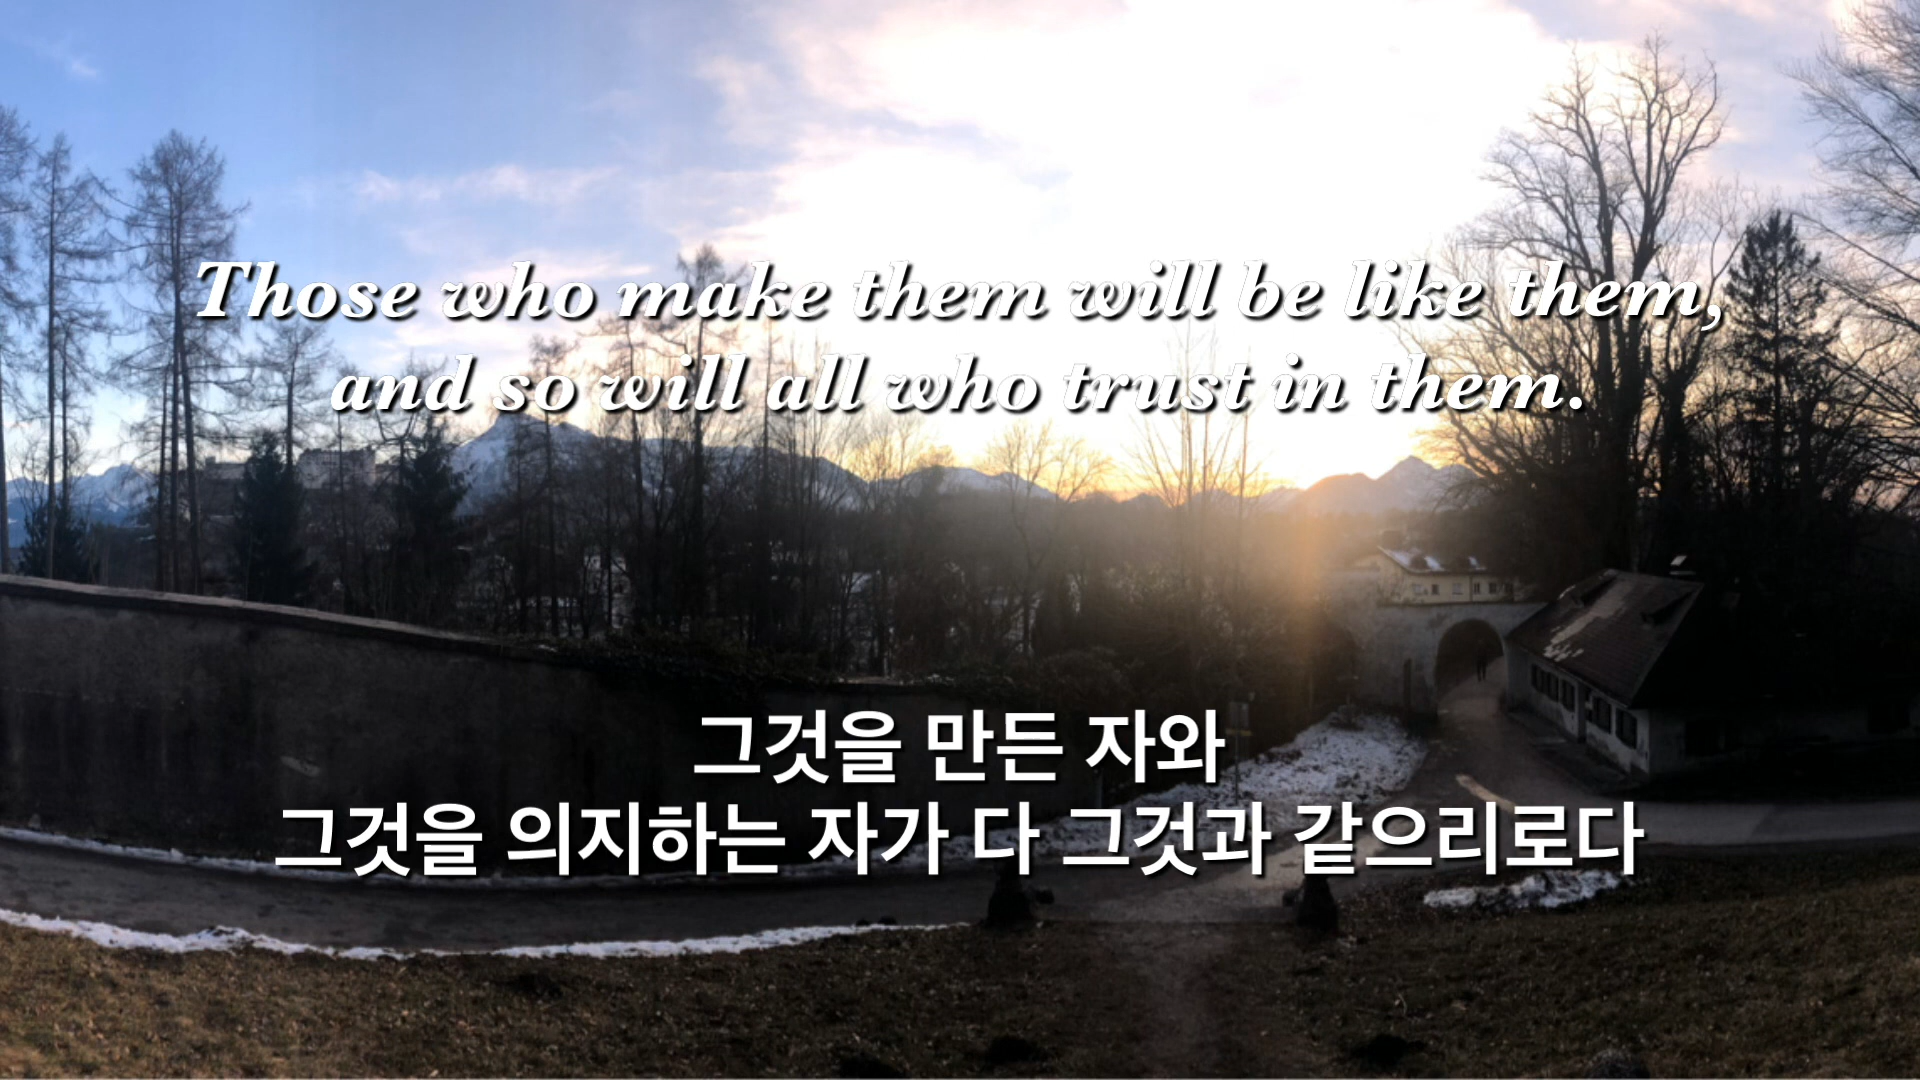 Those who make them will be like them,
and so will all who trust in them.
그것을 만든 자와
그것을 의지하는 자가 다 그것과 같으리로다